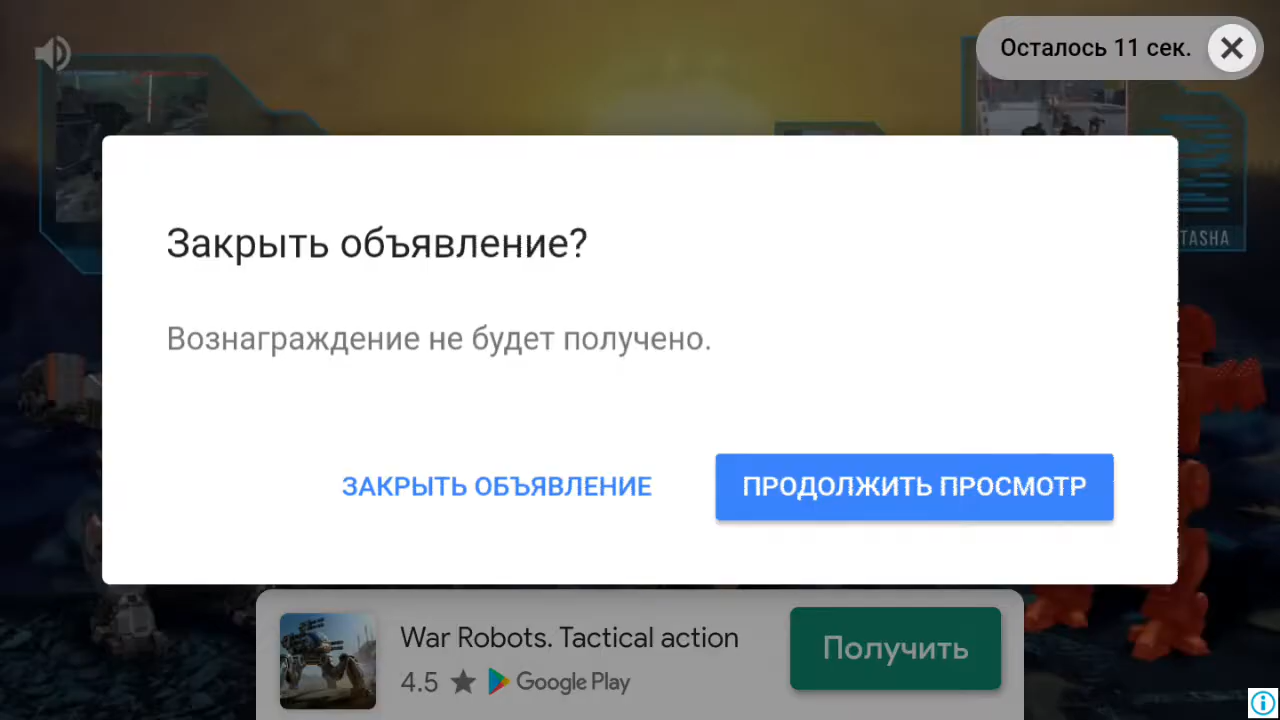 Осталось 11 сек.
TASHA
Закрыть объявление?
Вознаграждение не будет получено.
ЗАКРЫТЬ ОБЪЯВЛЕНИЕ
ПРОДОЛЖИТЬ ПРОСМОТР
War Robots. Tactical action
Получить
4.5 ★ Google Play